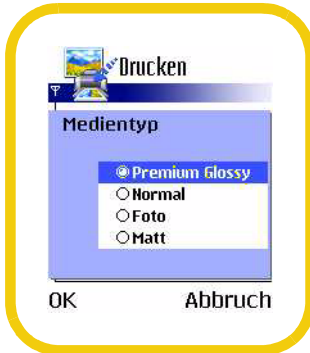 Drucken
Medientyp
Premium Glossy
Normal
Foto
Matt
OK Abbruch